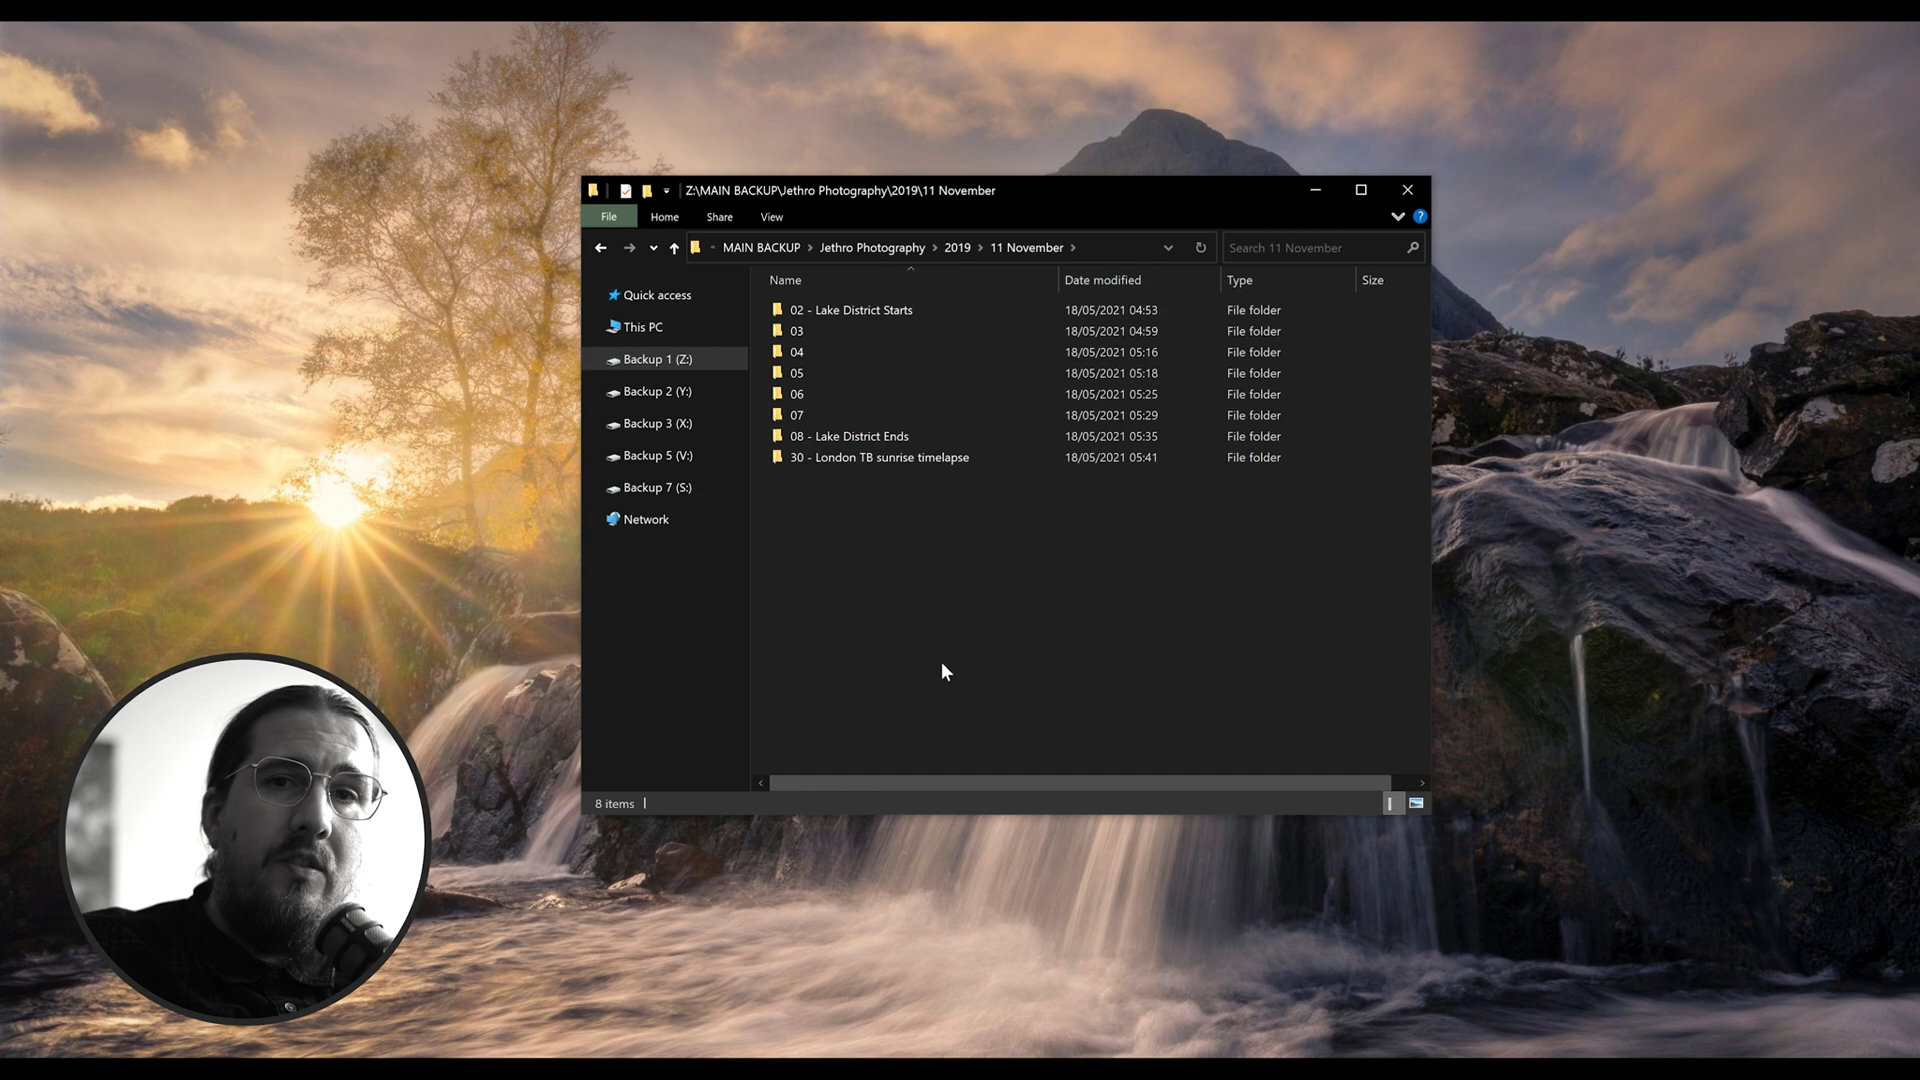 Z:\MAIN BACKUP\Jethro Photography\2019\11 November
File Home Share View ?
MAIN BACKUP > Jethro Photography > 2019 > 11 November >
Search 11 November
Name Date modified Type Size
Quick access
This PC
Backup 1 (Z:)
Backup 2 (Y:)
Backup 3 (X:)
Backup 5 (V:)
Backup 7 (S:)
Network
02 - Lake District Starts 18/05/2021 04:53 File folder
03 18/05/2021 04:59 File folder
04 18/05/2021 05:16 File folder
05 18/05/2021 05:18 File folder
06 18/05/2021 05:25 File folder
07 18/05/2021 05:29 File folder
08 - Lake District Ends 18/05/2021 05:35 File folder
30 - London TB sunrise timelapse 18/05/2021 05:41 File folder
8 items